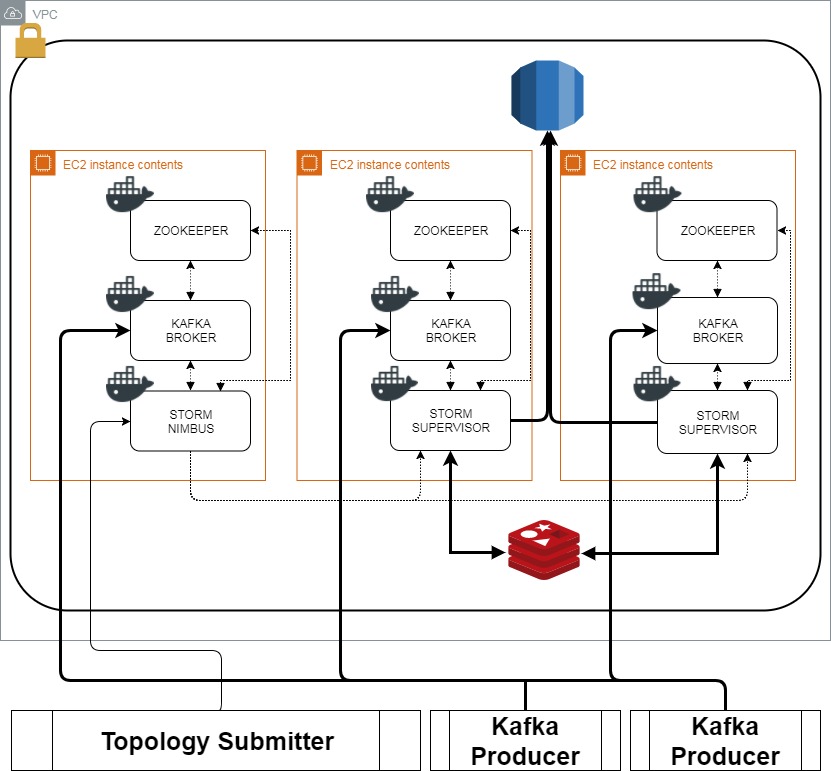 VPC
EC2 instance contents
EC2 instance contents
EC2 instance contents
ZOOKEEPER
ZOOKEEPER
ZOOKEEPER
KAFKA
BROKER
KAFKA
BROKER
KAFKA
BROKER
STORM
NIMBUS
STORM
SUPERVISOR
STORM
SUPERVISOR
Topology Submitter
Kafka
Producer
Kafka
Producer